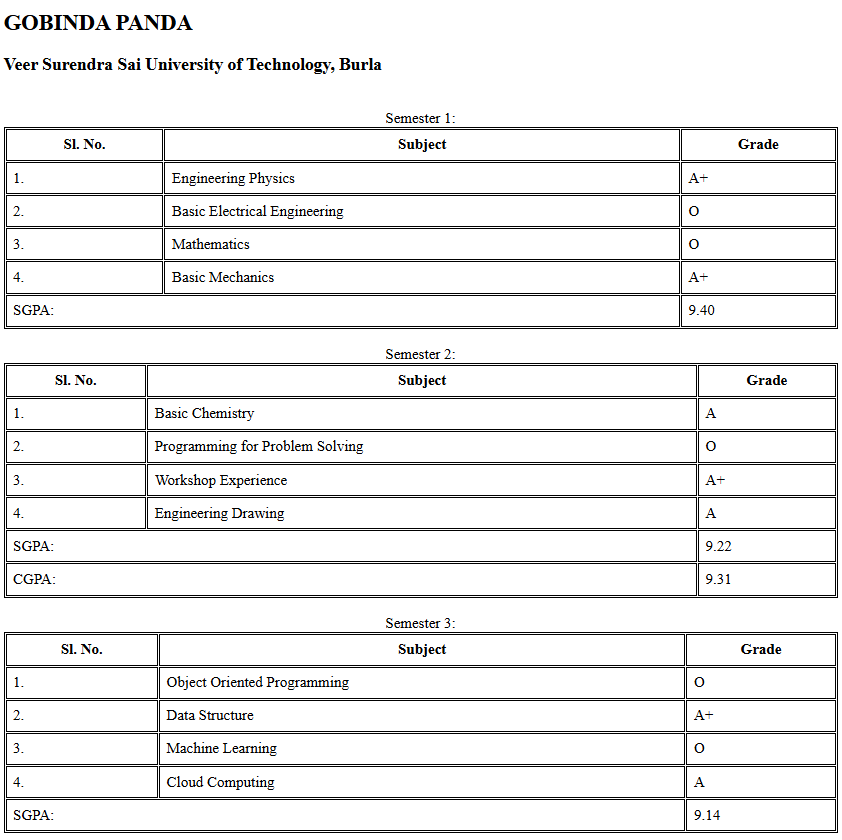 GOBINDA PANDA
Veer Surendra Sai University of Technology, Burla
Semester 1:
Sl. No. Subject Grade
1. Engineering Physics A+
2. Basic Electrical Engineering O
3. Mathematics O
4. Basic Mechanics A+
SGPA: 9.40
Semester 2:
Sl. No. Subject Grade
1. Basic Chemistry A
2. Programming for Problem Solving O
3. Workshop Experience A+
4. Engineering Drawing A
SGPA: 9.22
CGPA: 9.31
Semester 3:
Sl. No. Subject Grade
1. Object Oriented Programming O
2. Data Structure A+
3. Machine Learning O
4. Cloud Computing A
SGPA: 9.14